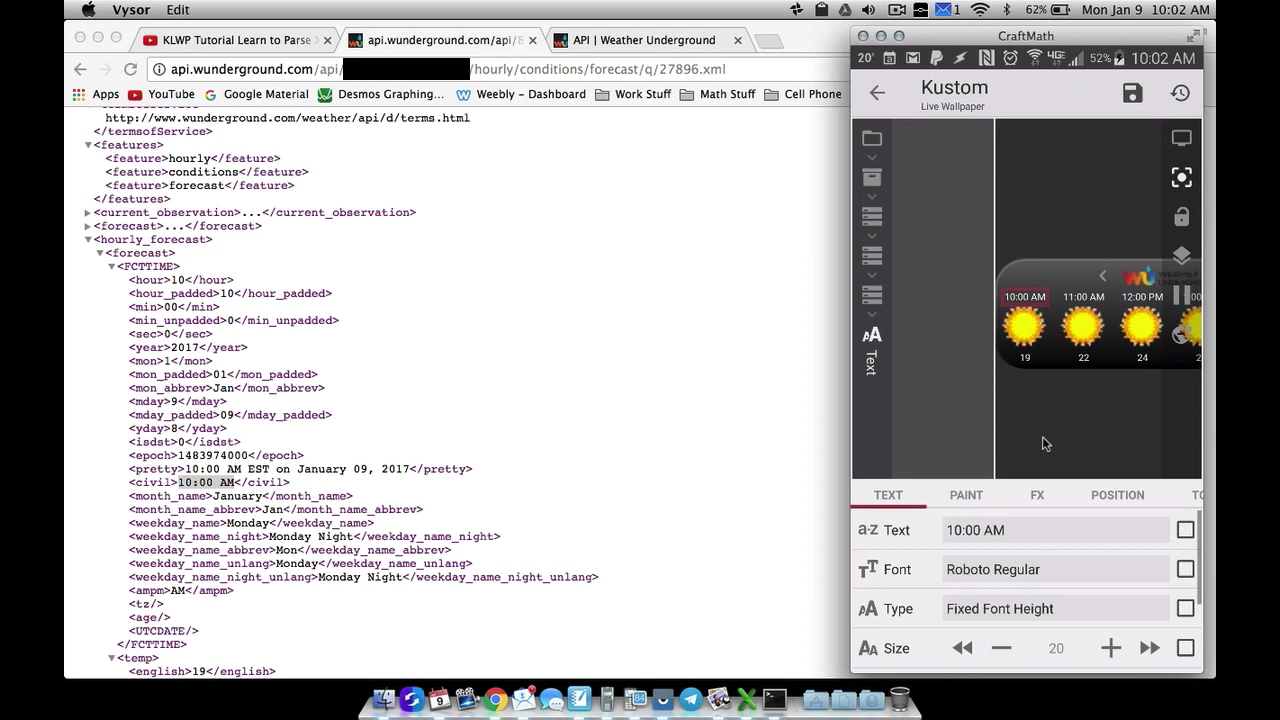 Vysor Edit
1 62% Mon Jan 9 10:02 AM
KLWP Tutorial Learn to Parse
api.wunderground.com/api/8
API | Weather Underground
api.wunderground.com/api/ /hourly/conditions/forecast/q/27896.xml
Apps YouTube Google Material Desmos Graphing… Weebly - Dashboard Work Stuff Math Stuff Cell Phone
http://www.wunderground.com/weather/api/d/terms.html
</termsofService>
<features>
<feature>hourly</feature>
<feature>conditions</feature>
<feature>forecast</feature>
</features>
<current_observation>...</current_observation>
<forecast>...</forecast>
<hourly_forecast>
<forecast>
<FCTTIME>
<hour>10</hour>
<hour_padded>10</hour_padded>
<min>00</min>
<min_unpadded>0</min_unpadded>
<sec>0</sec>
<year>2017</year>
<mon>1</mon>
<mon_padded>01</mon_padded>
<mon_abbrev>Jan</mon_abbrev>
<mday>9</mday>
<mday_padded>09</mday_padded>
<yday>8</yday>
<isdst>0</isdst>
<epoch>1483974000</epoch>
<pretty>10:00 AM EST on January 09, 2017</pretty>
<civil>10:00 AM</civil>
<month_name>January</month_name>
<month_name_abbrev>Jan</month_name_abbrev>
<weekday_name>Monday</weekday_name>
<weekday_name_night>Monday Night</weekday_name_night>
<weekday_name_abbrev>Mon</weekday_name_abbrev>
<weekday_name_unlang>Monday</weekday_name_unlang>
<weekday_name_night_unlang>Monday Night</weekday_name_night_unlang>
<ampm>AM</ampm>
<tz/>
<age/>
<UTCDATE/>
</FCTTIME>
<temp>
<english>19</english>
CraftMath
20° 4G 52% 10:02 AM
Kustom
Live Wallpaper
WEATHER
10:00 AM 11:00 AM 12:00 PM
19 22 24 2
AA Text
TEXT PAINT FX POSITION TO
a-z Text 10:00 AM
TT Font Roboto Regular
AA Type Fixed Font Height
AA Size 20